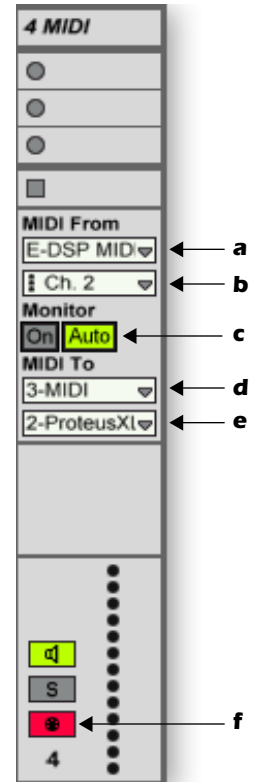 4 MIDI
MIDI From
E-DSP MIDI
a
Ch. 2
b
Monitor
On Auto
c
MIDI To
3-MIDI
d
2-ProteusXL
e
S
f
4